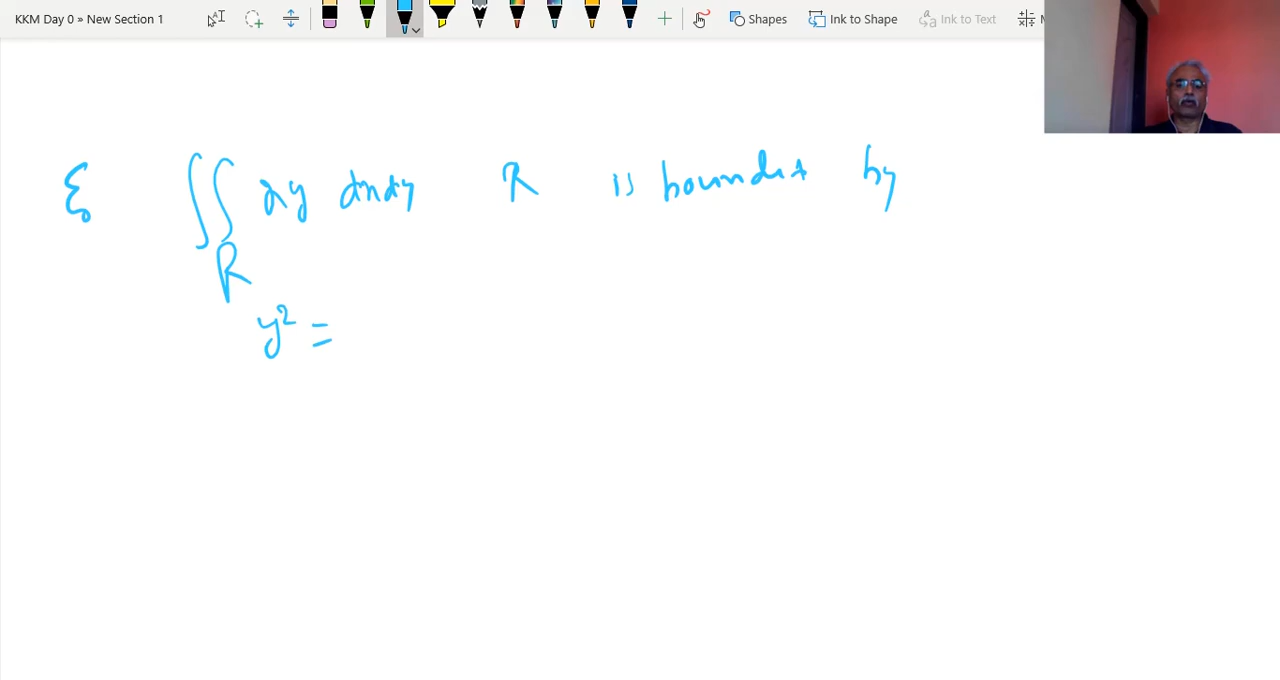 KKM Day 0 » New Section 1
Shapes
Ink to Shape
Ink to Text
M
ξ ∬ xy dxdy R is bounded by
R
y² =